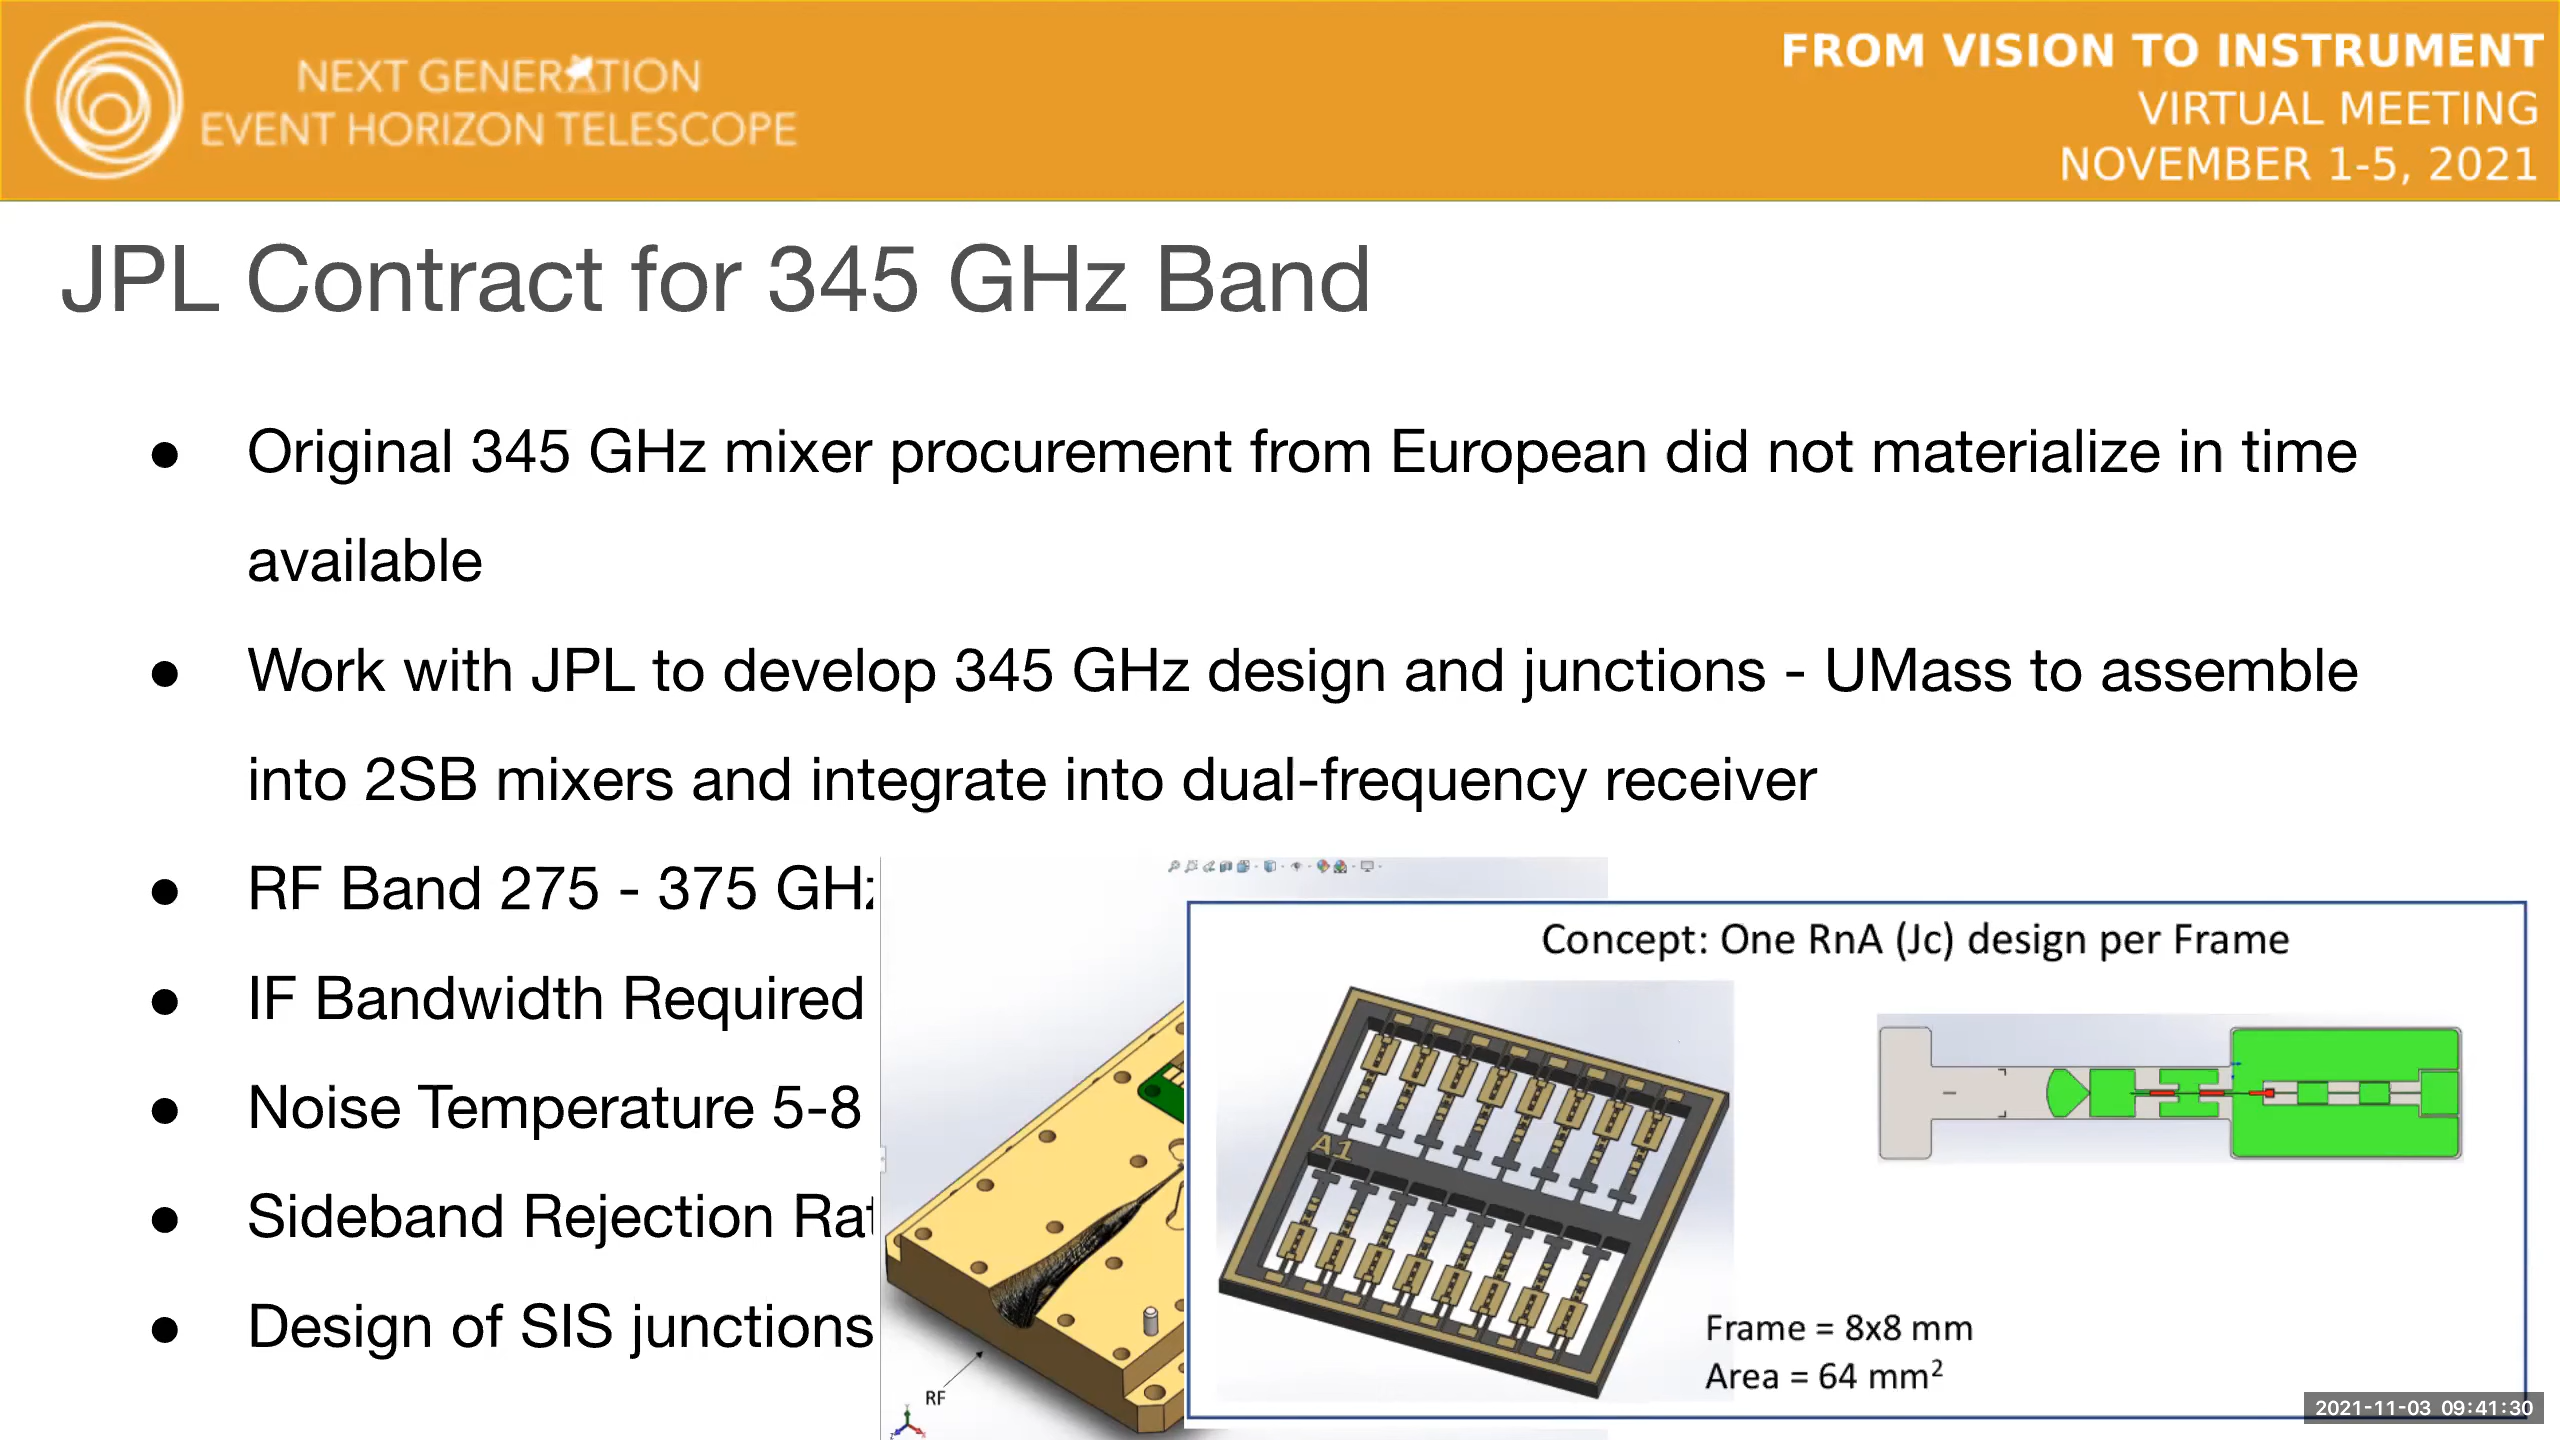 NEXT GENERATION
EVENT HORIZON TELESCOPE
FROM VISION TO INSTRUMENT
VIRTUAL MEETING
NOVEMBER 1-5, 2021
JPL Contract for 345 GHz Band
● Original 345 GHz mixer procurement from European did not materialize in time
available
● Work with JPL to develop 345 GHz design and junctions - UMass to assemble
into 2SB mixers and integrate into dual-frequency receiver
● RF Band 275 - 375 GHz
● IF Bandwidth Required
● Noise Temperature 5-8
● Sideband Rejection
● Design of SIS junctions
RF
Concept: One RnA (Jc) design per Frame
A1
Frame = 8x8 mm
Area = 64 mm²
2021-11-03 09:41:30